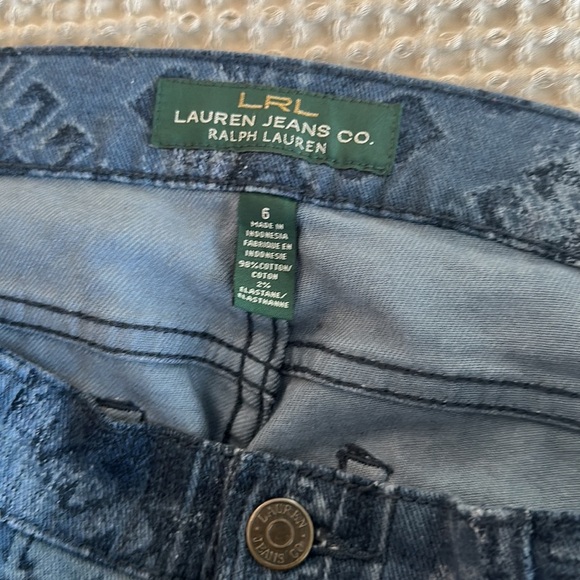 LRL
LAUREN JEANS CO.
RALPH LAUREN
6
MADE IN
INDONESIA
FABRIQUE EN
INDONESIE
98% COTTON/
COTON
2%
ELASTANE/
ELASTHANNE
LAUREN
JEANS CO.